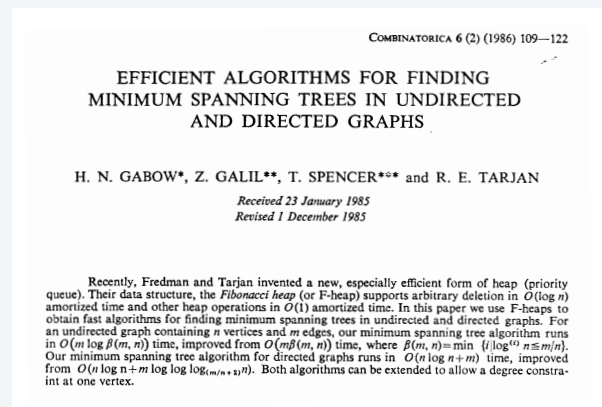 COMBINATORICA 6 (2) (1986) 109—122
EFFICIENT ALGORITHMS FOR FINDING
MINIMUM SPANNING TREES IN UNDIRECTED
AND DIRECTED GRAPHS
H. N. GABOW*, Z. GALIL**, T. SPENCER*** and R. E. TARJAN
Received 23 January 1985
Revised 1 December 1985
Recently, Fredman and Tarjan invented a new, especially efficient form of heap (priority
queue). Their data structure, the Fibonacci heap (or F-heap) supports arbitrary deletion in O(log n)
amortized time and other heap operations in O(1) amortized time. In this paper we use F-heaps to
obtain fast algorithms for finding minimum spanning trees in undirected and directed graphs. For
an undirected graph containing n vertices and m edges, our minimum spanning tree algorithm runs
in O(m log β(m, n)) time, improved from O(mβ(m, n)) time, where β(m, n)=min {i|log⁽ⁱ⁾ n≦m/n}.
Our minimum spanning tree algorithm for directed graphs runs in O(n log n+m) time, improved
from O(n log n+m log log log₍ₘ/ₙ₊₂₎n). Both algorithms can be extended to allow a degree constra-
int at one vertex.